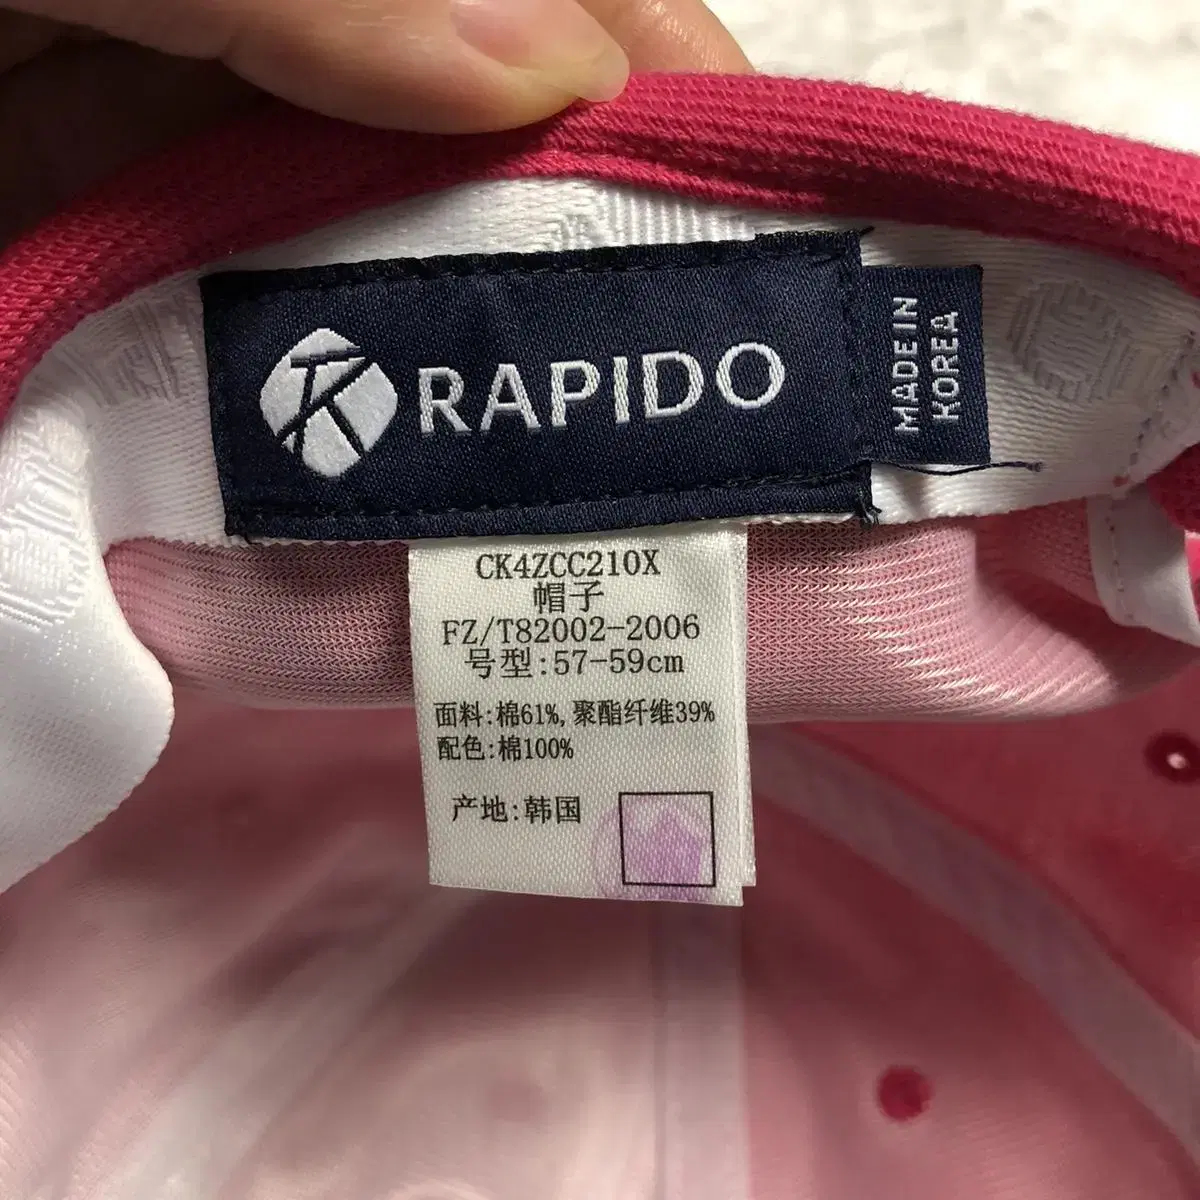 RAPIDO
MADE IN
KOREA
CK4ZCC210X
帽子
FZ/T82002-2006
号型:57-59cm
面料:棉61%,聚酯纤维39%
配色:棉100%
产地:韩国